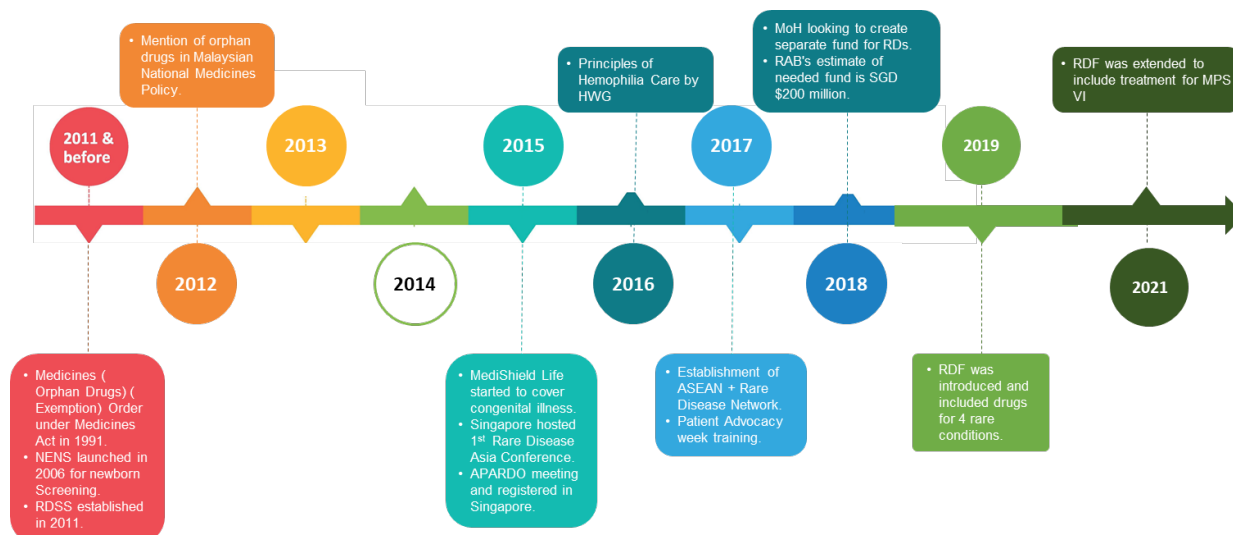 • Mention of orphan
drugs in Malaysian
National Medicines
Policy.
• Principles of
Hemophilia Care by
HWG
• MoH looking to create
separate fund for RDs.
• RAB's estimate of
needed fund is SGD
$200 million.
• RDF was extended to
include treatment for MPS
VI
2011 &
before
2013
2015
2017
2019
2012
2014
2016
2018
2021
• Medicines (
Orphan Drugs) (
Exemption) Order
under Medicines
Act in 1991.
• NENS launched in
2006 for newborn
Screening.
• RDSS established
in 2011.
• MediShield Life
started to cover
congenital illness.
• Singapore hosted
1st Rare Disease
Asia Conference.
• APARDO meeting
and registered in
Singapore.
• Establishment of
ASEAN + Rare
Disease Network.
• Patient Advocacy
week training.
• RDF was
introduced and
included drugs for
4 rare
conditions.